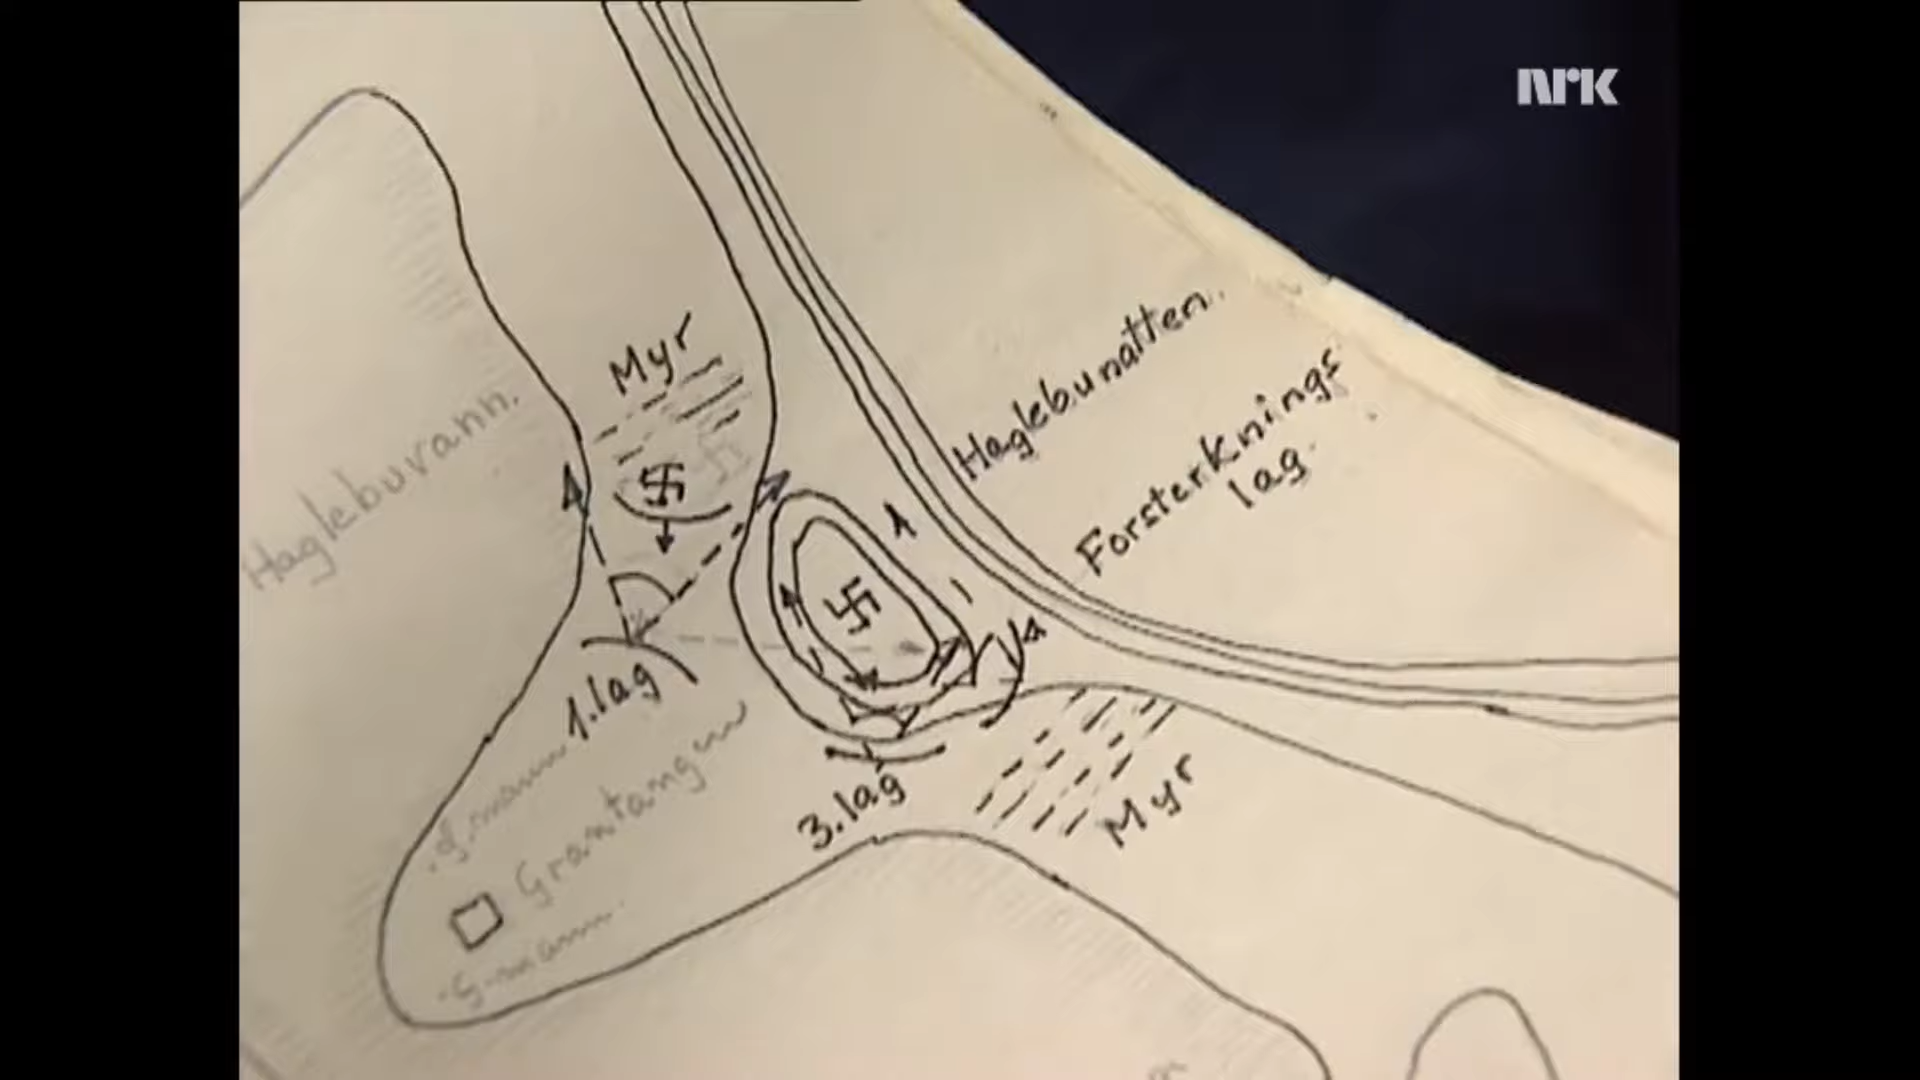 nrk
Myr
Haglebuvann.
Haglebunatten.
Forsterknings
lag.
1.lag
Grantangen
3.lag
Myr